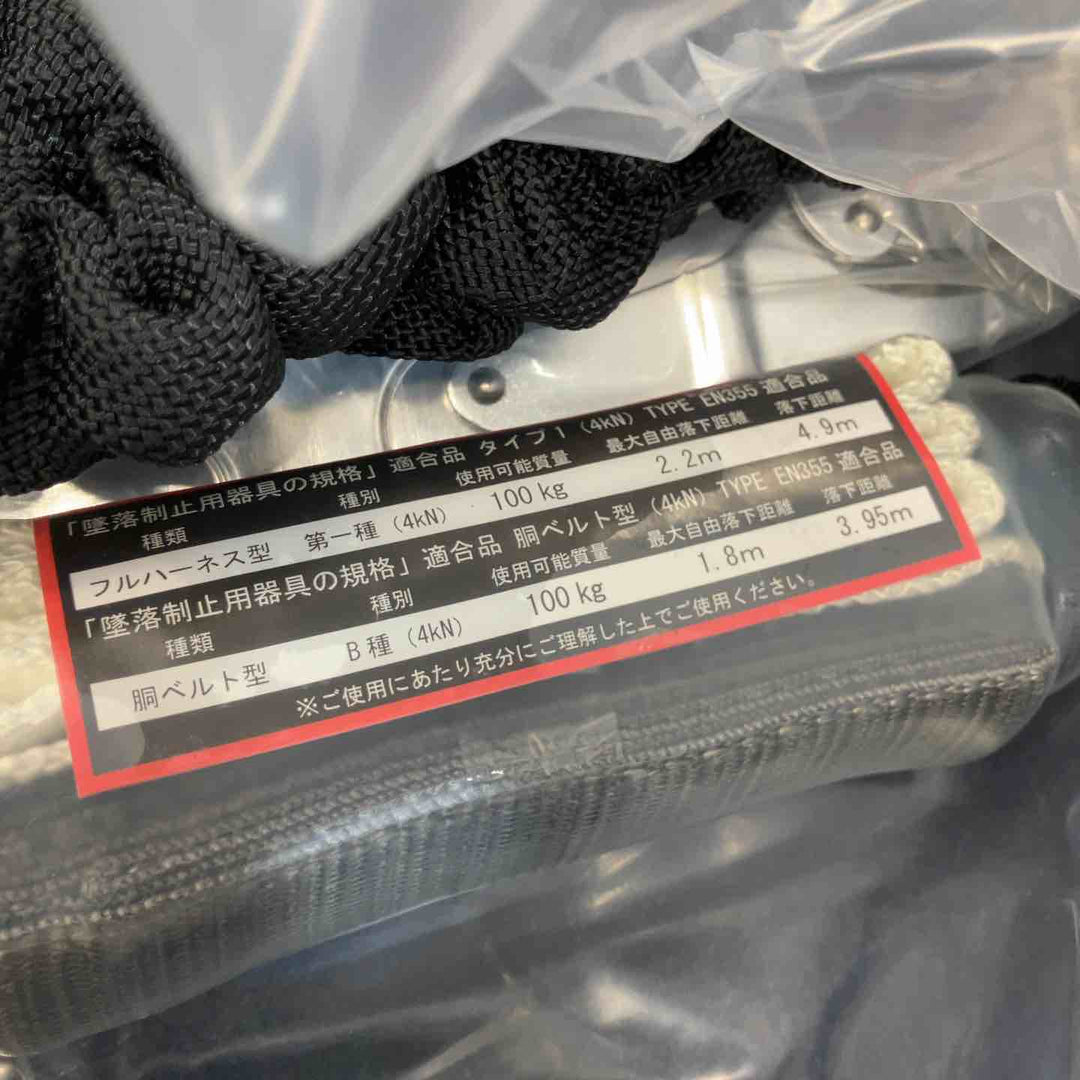 「墜落制止用器具の規格」適合品 タイプ1(4kN) TYPE EN355 適合品
種類 種別 使用可能質量 最大自由落下距離 落下距離
フルハーネス型 第一種(4kN) 100kg 2.2m 4.9m
「墜落制止用器具の規格」適合品 胴ベルト型(4kN) TYPE EN355 適合品
種類 種別 使用可能質量 最大自由落下距離 落下距離
胴ベルト型 B種(4kN) 100kg 1.8m 3.95m
※ご使用にあたり充分にご理解した上でご使用ください。